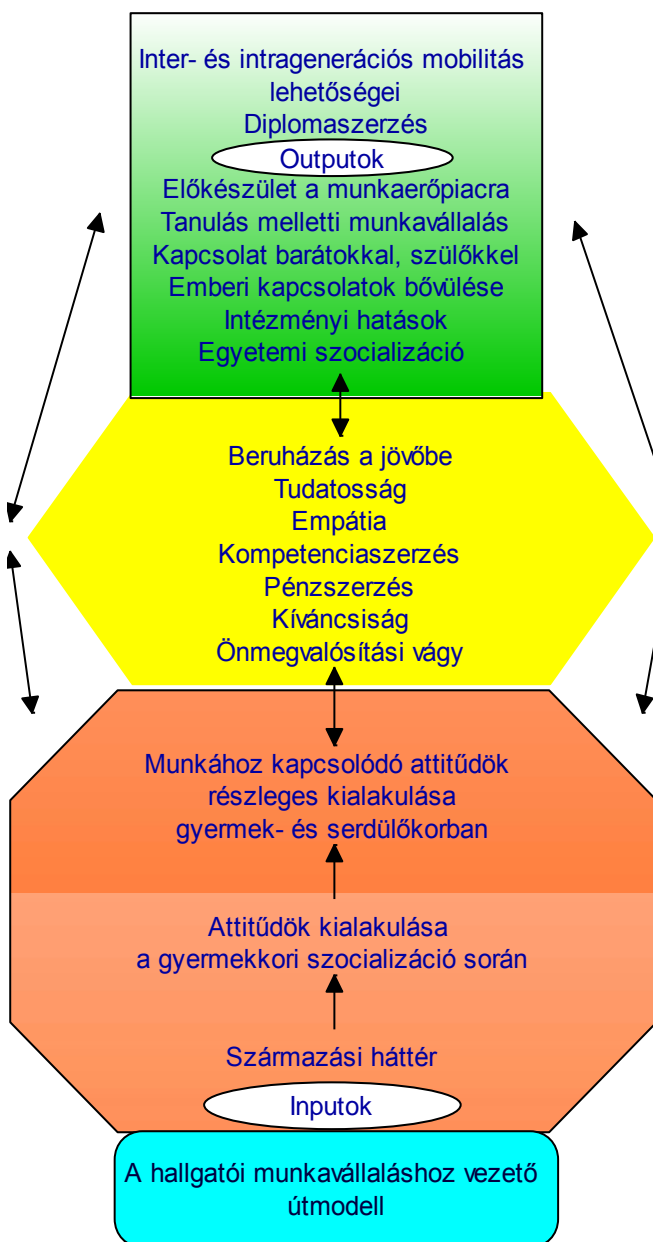 Inter- és intragenerációs mobilitás
lehetőségei
Diplomaszerzés
Outputok
Előkészület a munkaerőpiacra
Tanulás melletti munkavállalás
Kapcsolat barátokkal, szülőkkel
Emberi kapcsolatok bővülése
Intézményi hatások
Egyetemi szocializáció
Beruházás a jövőbe
Tudatosság
Empátia
Kompetenciaszerzés
Pénzszerzés
Kíváncsiság
Önmegvalósítási vágy
Munkához kapcsolódó attitűdök
részleges kialakulása
gyermek- és serdülőkorban
Attitűdök kialakulása
a gyermekkori szocializáció során
Származási háttér
Inputok
A hallgatói munkavállaláshoz vezető
útmodell